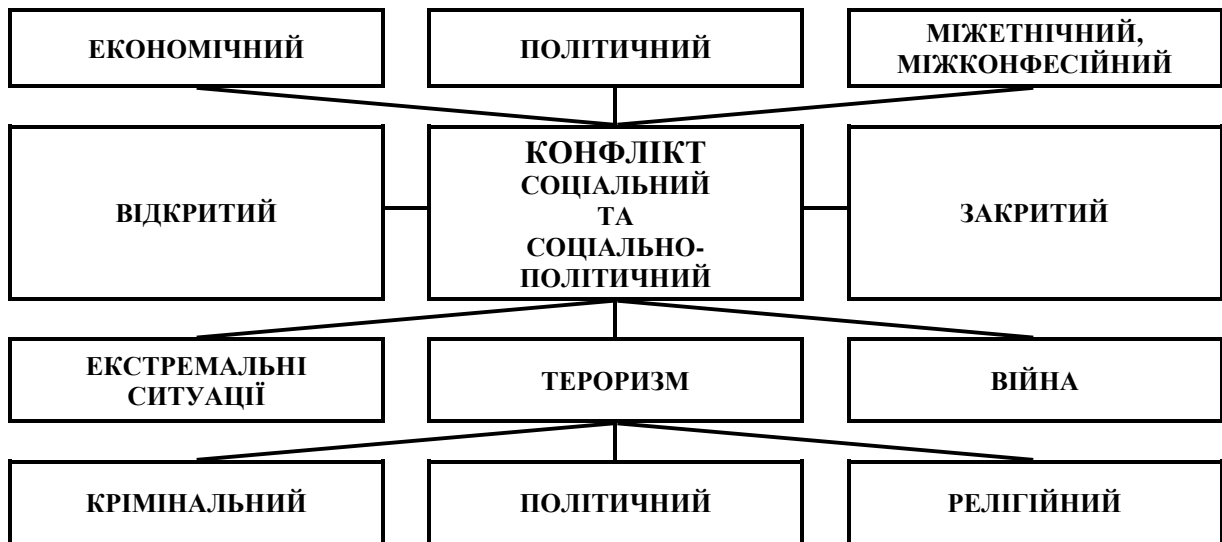 ЕКОНОМІЧНИЙ
ПОЛІТИЧНИЙ
МІЖЕТНІЧНИЙ,
МІЖКОНФЕСІЙНИЙ
ВІДКРИТИЙ
КОНФЛІКТ
СОЦІАЛЬНИЙ
ТА
СОЦІАЛЬНО-
ПОЛІТИЧНИЙ
ЗАКРИТИЙ
ЕКСТРЕМАЛЬНІ
СИТУАЦІЇ
ТЕРОРИЗМ
ВІЙНА
КРІМІНАЛЬНИЙ
ПОЛІТИЧНИЙ
РЕЛІГІЙНИЙ